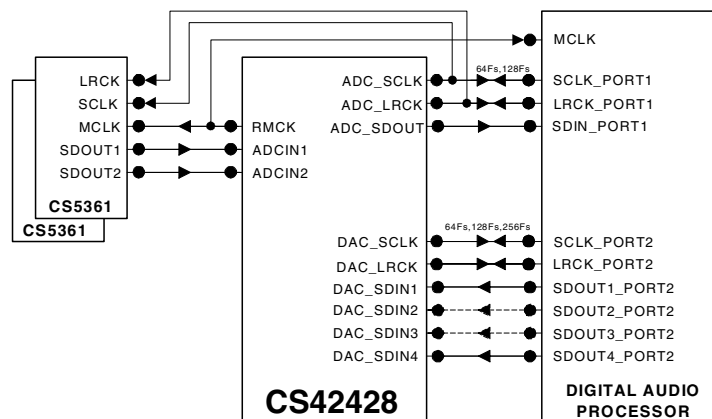 MCLK
LRCK
SCLK
MCLK
SDOUT1
SDOUT2
CS5361
CS5361
RMCK
ADCIN1
ADCIN2
ADC_SCLK
ADC_LRCK
ADC_SDOUT
64Fs,128Fs
SCLK_PORT1
LRCK_PORT1
SDIN_PORT1
64Fs,128Fs,256Fs
DAC_SCLK
DAC_LRCK
DAC_SDIN1
DAC_SDIN2
DAC_SDIN3
DAC_SDIN4
SCLK_PORT2
LRCK_PORT2
SDOUT1_PORT2
SDOUT2_PORT2
SDOUT3_PORT2
SDOUT4_PORT2
CS42428
DIGITAL AUDIO
PROCESSOR